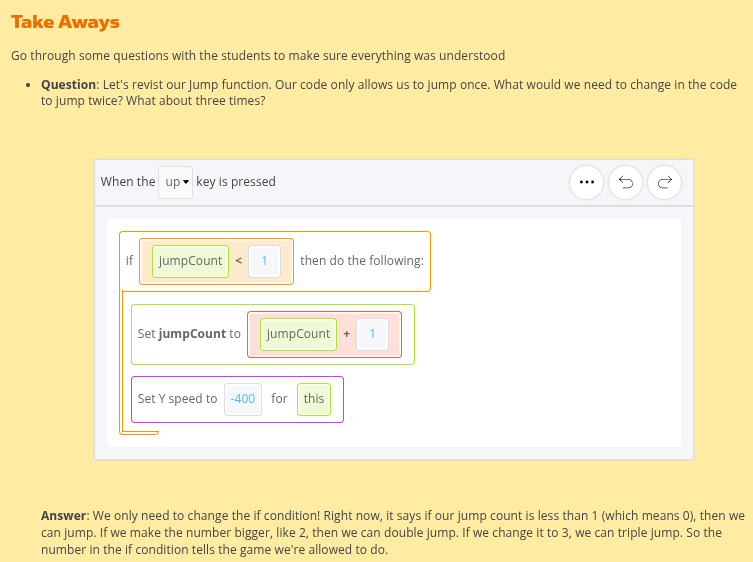 Take Aways
Go through some questions with the students to make sure everything was understood
• Question: Let's revist our Jump function. Our code only allows us to jump once. What would we need to change in the code
to jump twice? What about three times?
When the up key is pressed
if jumpCount < 1 then do the following:
Set jumpCount to jumpCount + 1
Set Y speed to -400 for this
Answer: We only need to change the if condition! Right now, it says if our jump count is less than 1 (which means 0), then we
can jump. If we make the number bigger, like 2, then we can double jump. If we change it to 3, we can triple jump. So the
number in the if condition tells the game we're allowed to do.